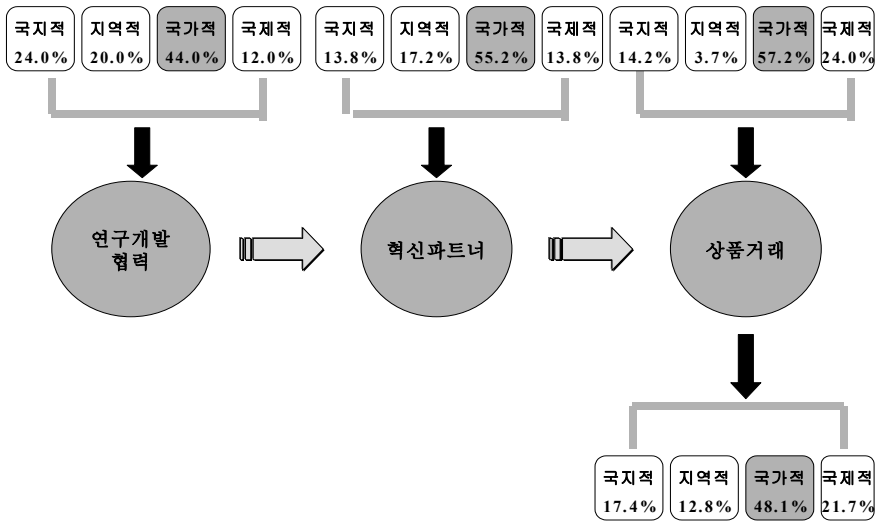 국지적 지역적 국가적 국제적 국지적 지역적 국가적 국제적 국지적 지역적 국가적 국제적
24.0% 20.0% 44.0% 12.0% 13.8% 17.2% 55.2% 13.8% 14.2% 3.7% 57.2% 24.0%
연구개발
협력
혁신파트너
상품거래
국지적 지역적 국가적 국제적
17.4% 12.8% 48.1% 21.7%